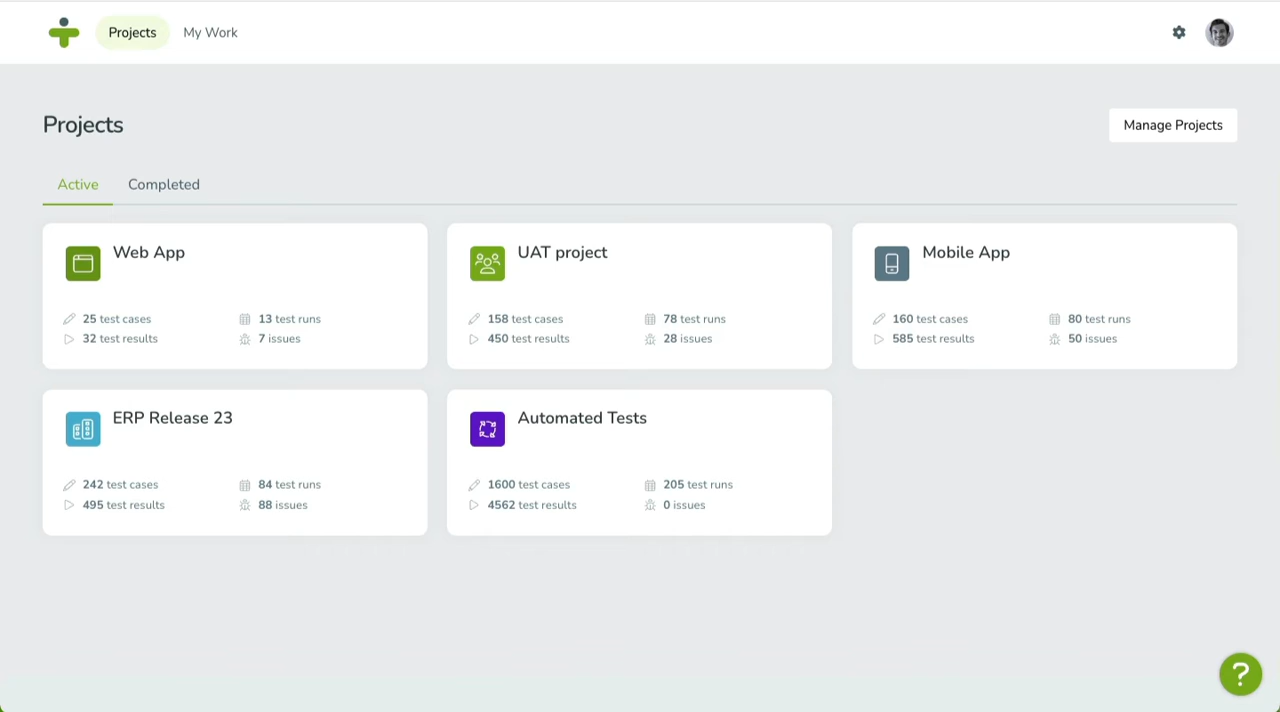 Projects
My Work
Projects
Manage Projects
Active
Completed
Web App
25 test cases
13 test runs
32 test results
7 issues
UAT project
158 test cases
78 test runs
450 test results
28 issues
Mobile App
160 test cases
80 test runs
585 test results
50 issues
ERP Release 23
242 test cases
84 test runs
495 test results
88 issues
Automated Tests
1600 test cases
205 test runs
4562 test results
0 issues
?